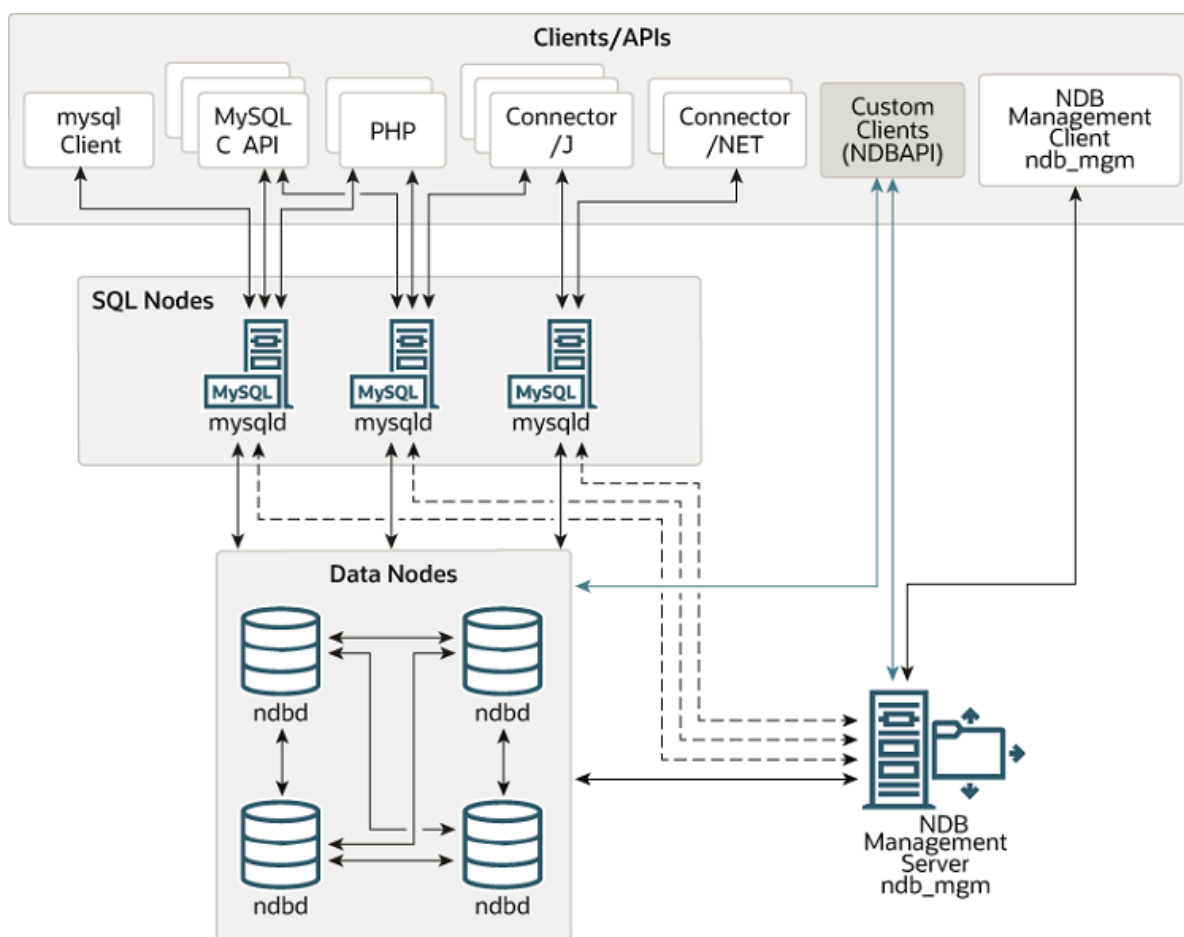 Clients/APIs
mysql
Client
MySQL
C API
PHP
Connector
/J
Connector
/NET
Custom
Clients
(NDBAPI)
NDB
Management
Client
ndb_mgm
SQL Nodes
MySQL
mysqld
MySQL
mysqld
MySQL
mysqld
Data Nodes
ndbd
ndbd
ndbd
ndbd
NDB
Management
Server
ndb_mgm